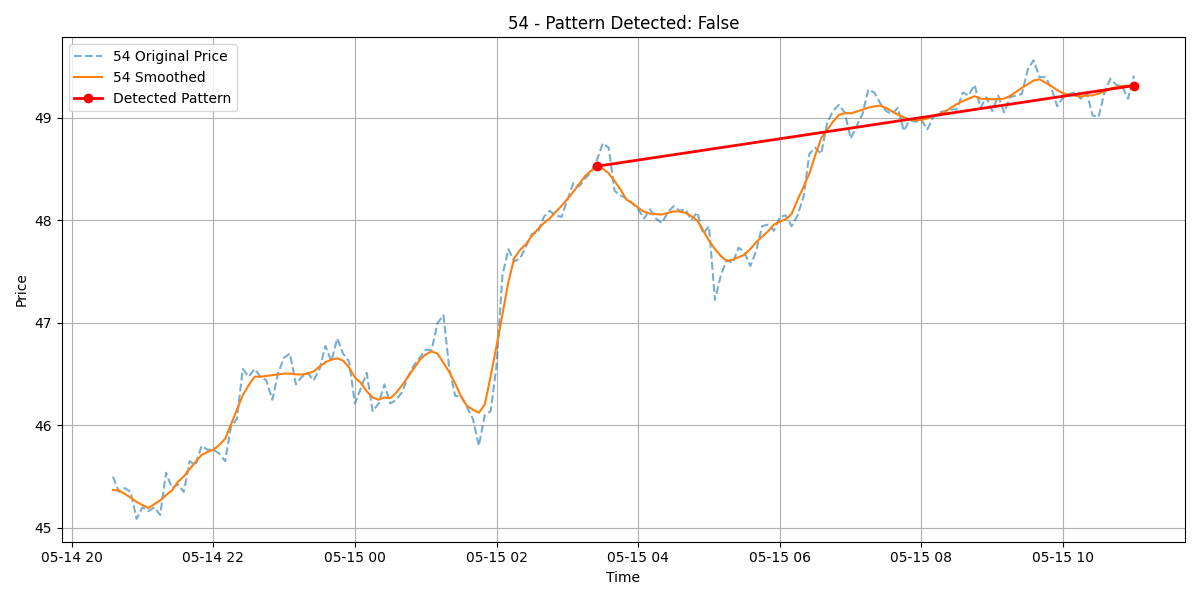 54 - Pattern Detected: False
54 Original Price
54 Smoothed
Detected Pattern
Price
49
48
47
46
45
05-14 20 05-14 22 05-15 00 05-15 02 05-15 04 05-15 06 05-15 08 05-15 10
Time